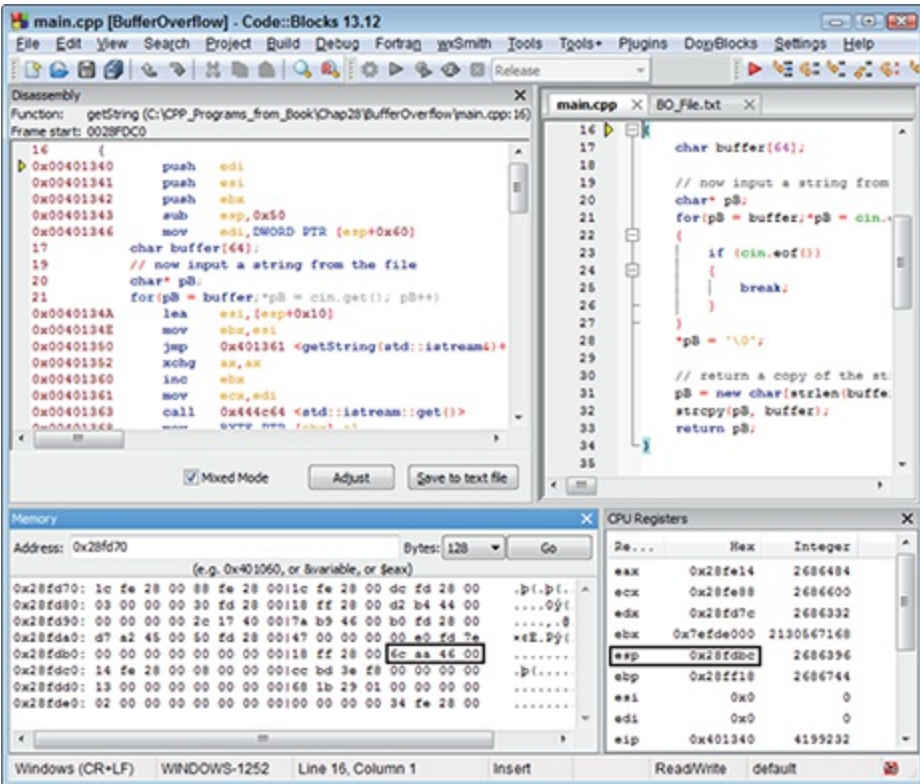 main.cpp [BufferOverflow] - Code::Blocks 13.12
File Edit View Search Project Build Debug Fortran wxSmith Tools Tools+ Plugins DoxyBlocks Settings Help
Release
Disassembly
Function: getString (C:\CPP_Programs_from_Book\Chap28\BufferOverflow\main.cpp:16)
Frame start: 0028FDC0
16 {
0x00401340 push edi
0x00401341 push esi
0x00401342 push ebx
0x00401343 sub esp,0x50
0x00401346 mov edi,DWORD PTR [esp+0x60]
17 char buffer[64];
19 // now input a string from the file
20 char* pB;
21 for(pB = buffer;*pB = cin.get(); pB++)
0x0040134A lea esi,[esp+0x10]
0x0040134E mov ebx,esi
0x00401350 jmp 0x401361 <getString(std::istream&)+
0x00401352 xchg ax,ax
0x00401360 inc ebx
0x00401361 mov ecx,edi
0x00401363 call 0x444c64 <std::istream::get()>
0x00401368 mov BYTE PTR [ebx],al
Mixed Mode Adjust Save to text file
main.cpp BO_File.txt
16 {
17 char buffer[64];
18
19 // now input a string from
20 char* pB;
21 for(pB = buffer;*pB = cin.
22 {
23 if (cin.eof())
24 {
25 break;
26 }
27 }
28 *pB = '\0';
29
30 // return a copy of the st
31 pB = new char[strlen(buffe
32 strcpy(pB, buffer);
33 return pB;
34 }
35
Memory
Address: 0x28fd70 Bytes: 128 Go
(e.g. 0x401060, or &variable, or $eax)
0x28fd70: 1c fe 28 00 88 fe 28 00|1c fe 28 00 dc fd 28 00 .þ(.þ(.
0x28fd80: 03 00 00 00 30 fd 28 00|18 ff 28 00 d2 b4 44 00 ....0ý(
0x28fd90: 00 00 00 00 2c 17 40 00|7a b9 46 00 b0 fd 28 00
0x28fda0: d7 a2 45 00 50 fd 28 00|47 00 00 00 00 e0 fd 7e ×¢E.Pý(
0x28fdb0: 00 00 00 00 00 00 00 00|18 ff 28 00 6c aa 46 00
0x28fdc0: 14 fe 28 00 08 00 00 00|cc bd 3e f8 00 00 00 00 .þ(.
0x28fdd0: 13 00 00 00 00 00 00 00|68 1b 29 01 00 00 00 00
0x28fde0: 02 00 00 00 00 00 00 00|00 00 00 00 34 fe 28 00
CPU Registers
Re... Hex Integer
eax 0x28fe14 2686484
ecx 0x28fe88 2686600
edx 0x28fd7c 2686332
ebx 0x7efde000 2130567168
esp 0x28fdbc 2686396
ebp 0x28ff18 2686744
esi 0x0 0
edi 0x0 0
eip 0x401340 4199232
Windows (CR+LF) WINDOWS-1252 Line 16, Column 1 Insert Read/Write default